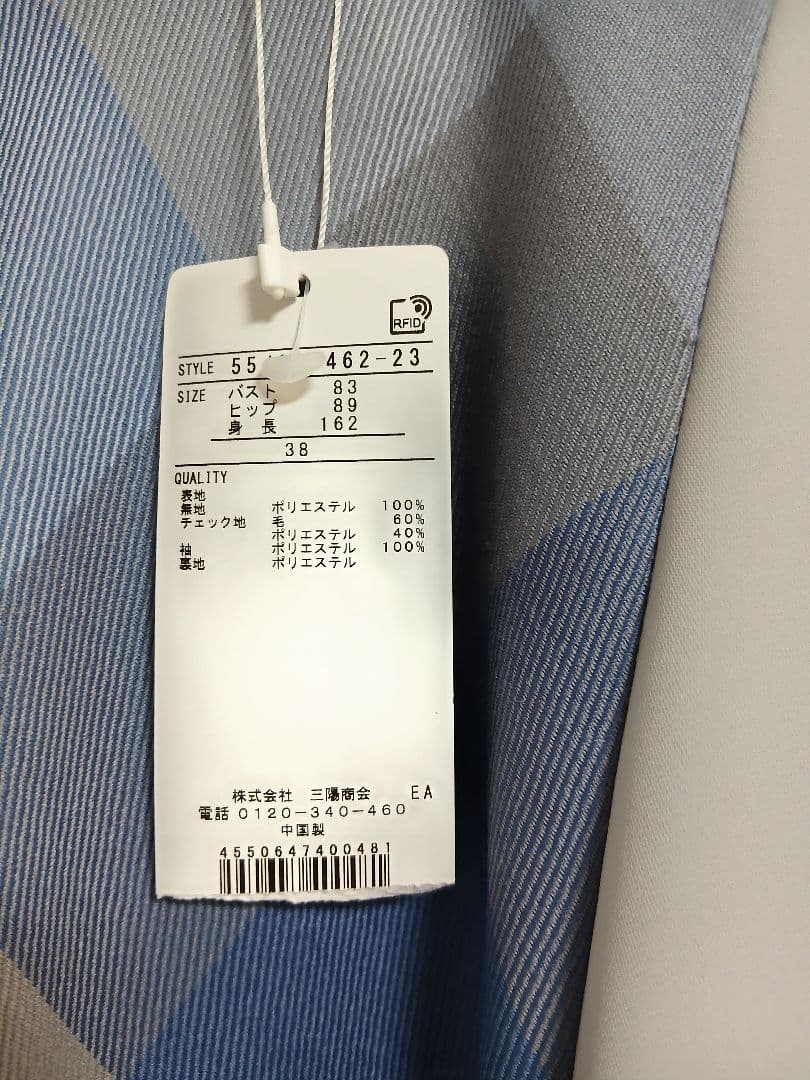 RFID
STYLE 55 462-23
SIZE バスト 83
ヒップ 89
身長 162
38
QUALITY
表地
無地 ポリエステル 100%
チェック地 毛 60%
ポリエステル 40%
袖 ポリエステル 100%
裏地 ポリエステル
株式会社 三陽商会 EA
電話 0120-340-460
中国製
4550647400481